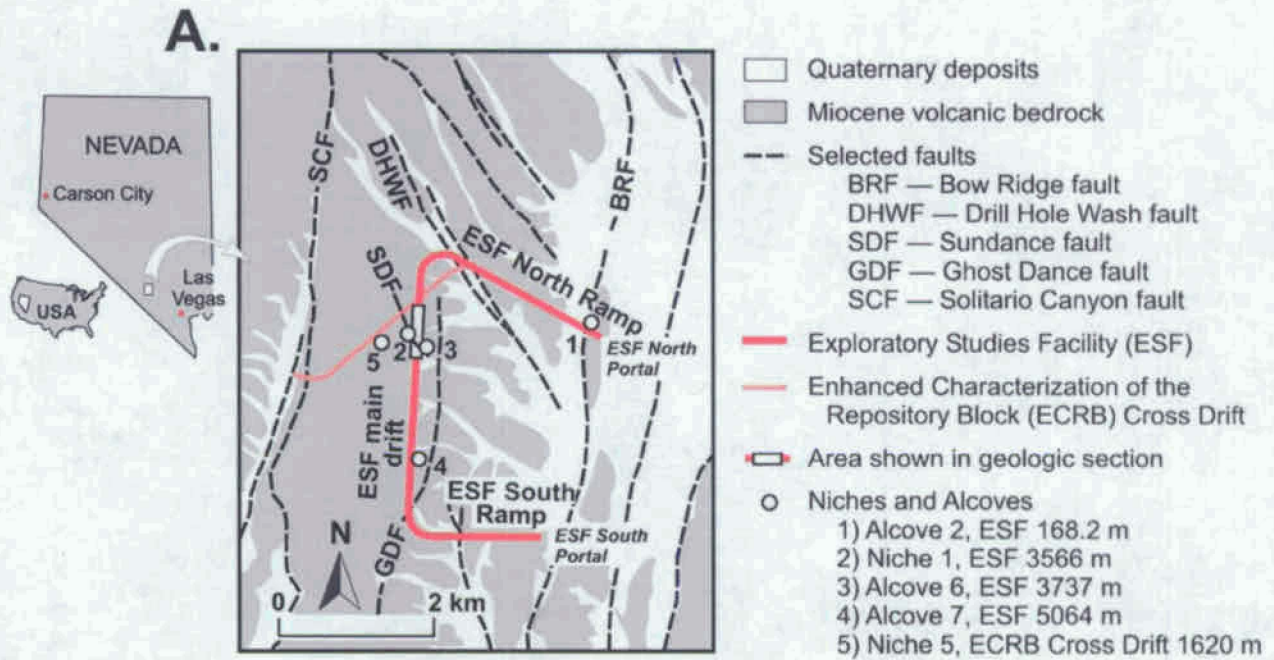 A.
NEVADA
Carson City
Las
Vegas
USA
SCF
DHWF
BRF
SDF
ESF North Ramp
ESF North
Portal
1
2
3
5
4
ESF main
drift
ESF South
Ramp
ESF South
Portal
GDF
N
0
2 km
Quaternary deposits
Miocene volcanic bedrock
Selected faults
BRF — Bow Ridge fault
DHWF — Drill Hole Wash fault
SDF — Sundance fault
GDF — Ghost Dance fault
SCF — Solitario Canyon fault
Exploratory Studies Facility (ESF)
Enhanced Characterization of the
Repository Block (ECRB) Cross Drift
Area shown in geologic section
Niches and Alcoves
1) Alcove 2, ESF 168.2 m
2) Niche 1, ESF 3566 m
3) Alcove 6, ESF 3737 m
4) Alcove 7, ESF 5064 m
5) Niche 5, ECRB Cross Drift 1620 m